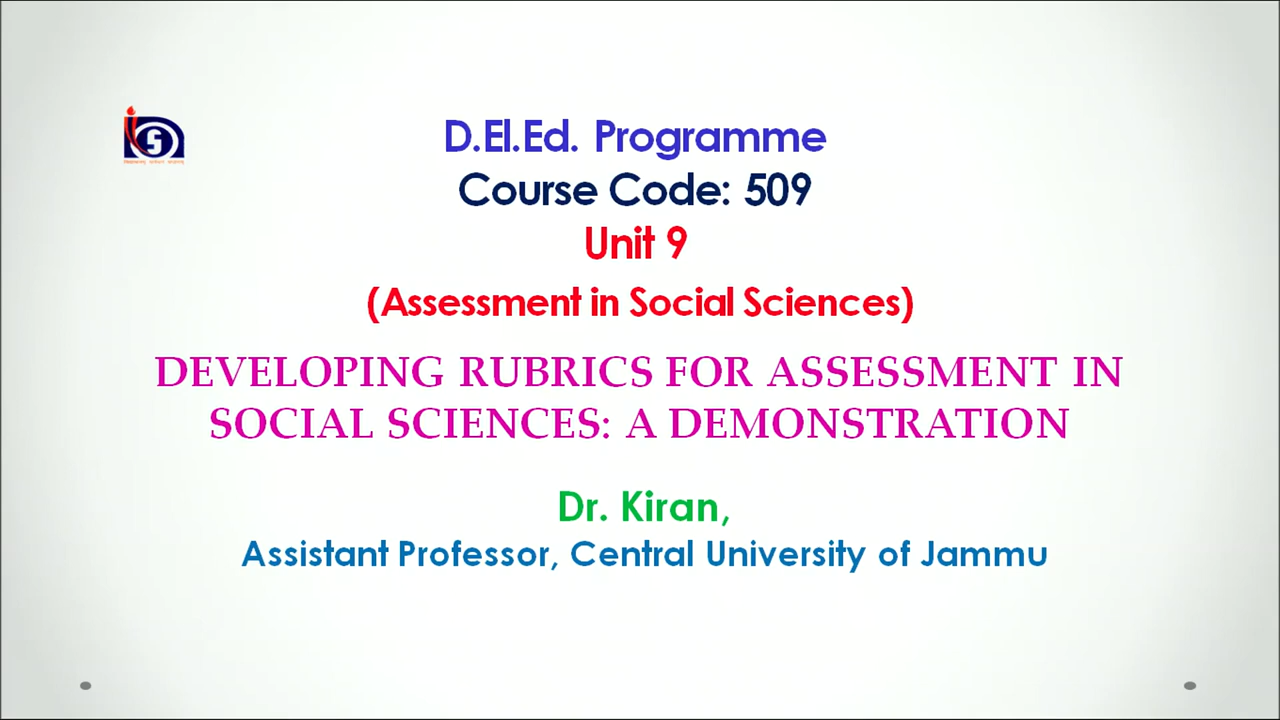 D.El.Ed. Programme
Course Code: 509
Unit 9
(Assessment in Social Sciences)
DEVELOPING RUBRICS FOR ASSESSMENT IN
SOCIAL SCIENCES: A DEMONSTRATION
Dr. Kiran,
Assistant Professor, Central University of Jammu